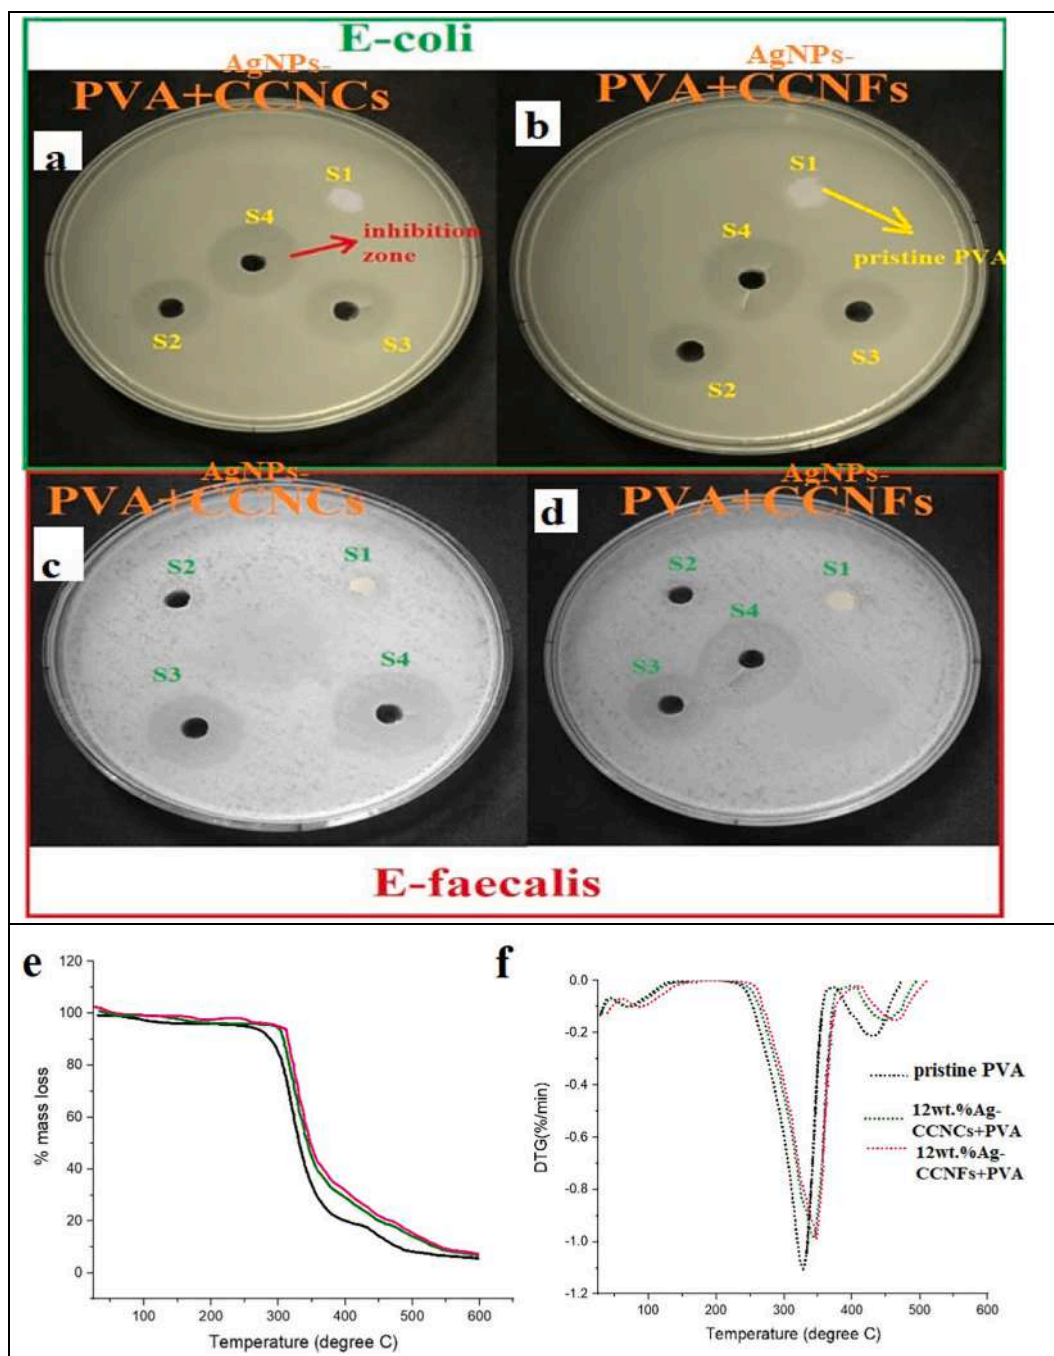 E-coli
AgNPs-
PVA+CCNCs
a
S1
S4
inhibition
zone
S2
S3
AgNPs-
PVA+CCNFs
b
S1
S4
pristine PVA
S3
S2
AgNPs-
PVA+CCNCs
c
S2
S1
S3
S4
AgNPs-
PVA+CCNFs
d
S2
S1
S4
S3
E-faecalis
e
120
100
80
60
40
20
0
% mass loss
100
200
300
400
500
600
Temperature (degree C)
f
0.0
-0.2
-0.4
-0.6
-0.8
-1.0
-1.2
DTG(%/min)
pristine PVA
12wt.%Ag-
CCNCs+PVA
12wt.%Ag-
CCNFs+PVA
100
200
300
400
500
600
Temperature (degree C)